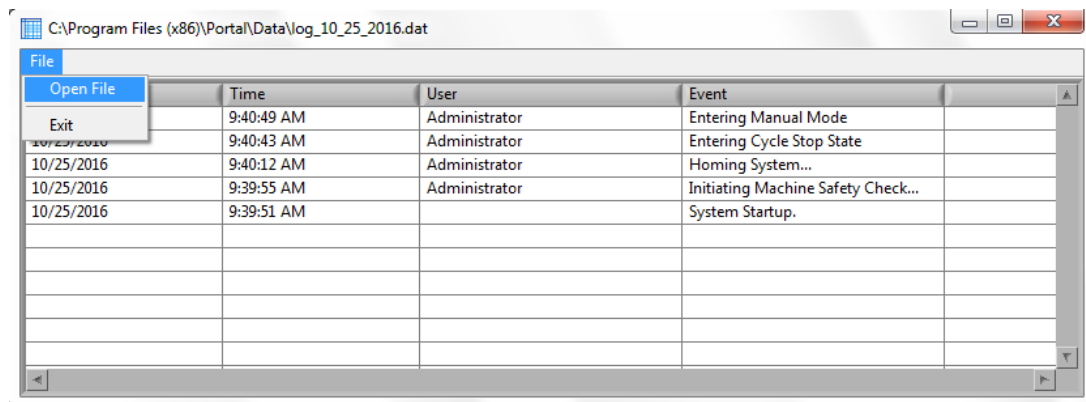 C:\Program Files (x86)\Portal\Data\log_10_25_2016.dat
File
Open File
Exit
Time User Event
9:40:49 AM Administrator Entering Manual Mode
10/25/2016 9:40:43 AM Administrator Entering Cycle Stop State
10/25/2016 9:40:12 AM Administrator Homing System...
10/25/2016 9:39:55 AM Administrator Initiating Machine Safety Check...
10/25/2016 9:39:51 AM System Startup.